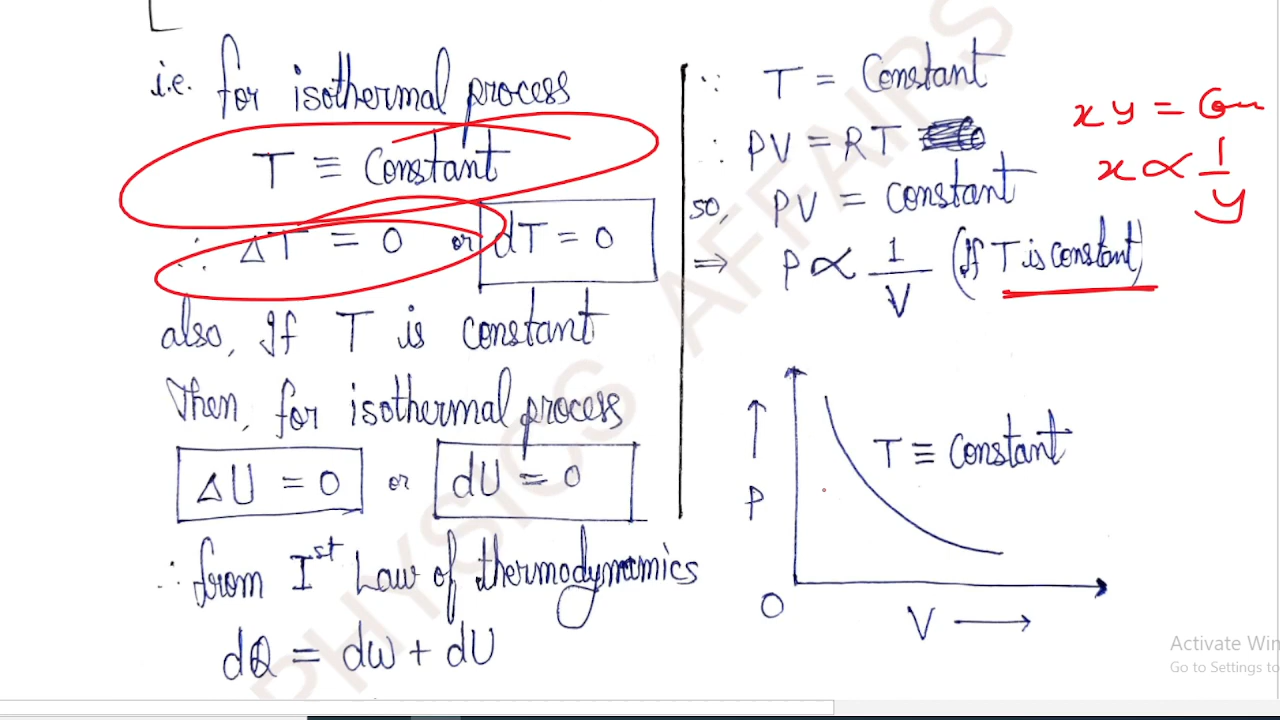 i.e. for isothermal process
T ≡ Constant
∴ ΔT = 0 or dT = 0
also, If T is constant
Then, for isothermal process
ΔU = 0 or dU = 0
∴ from Ist Law of thermodynamics
dQ = dw + dU
∵ T = Constant
∴ PV = RT
so, PV = constant
⇒ P ∝ 1/V (If T is constant)
xy = Con
x ∝ 1/y
T ≡ Constant
↑
P
O
V →
PHYSICS AFFAIRS
Activate Win
Go to Settings to